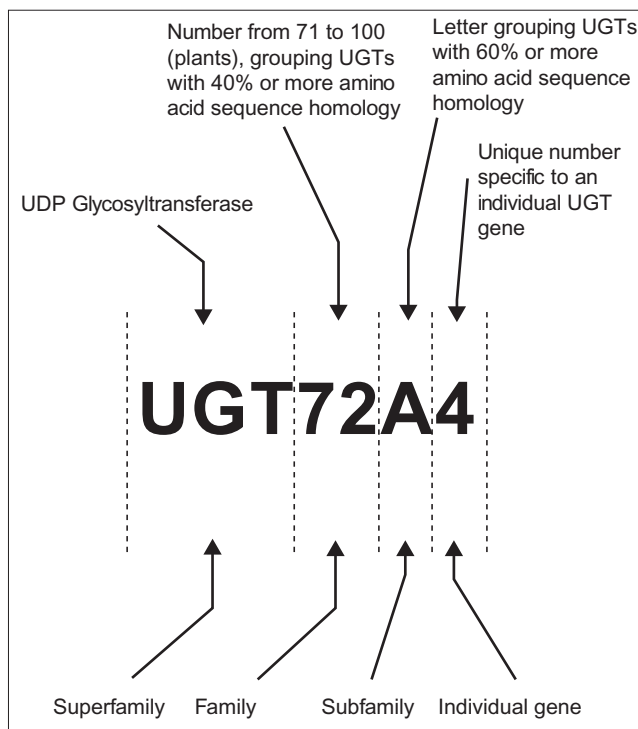 Number from 71 to 100
(plants), grouping UGTs
with 40% or more amino
acid sequence homology
Letter grouping UGTs
with 60% or more
amino acid sequence
homology
Unique number
specific to an
individual UGT
gene
UDP Glycosyltransferase
UGT72A4
Superfamily Family Subfamily Individual gene